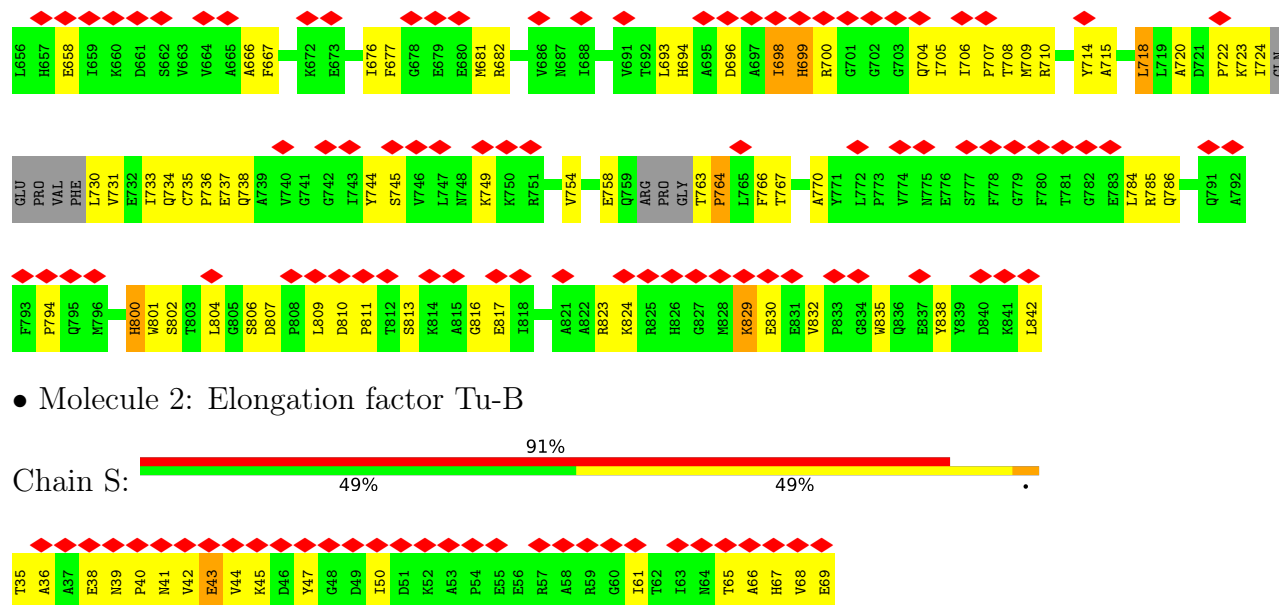 L656 H657 E658 I659 K660 D661 S662 V663 V664 A665 A666 F667 K672 E673 I676 F677 G678 E679 E680 M681 R682 V686 N687 I688 V691 T692 L693 H694 A695 D696 A697 I698 H699 R700 G701 G702 G703 Q704 I705 I706 P707 T708 M709 R710 Y714 A715 L718 L719 A720 D721 P722 K723 I724 GLN
GLU PRO VAL PHE L730 V731 E732 I733 Q734 C735 P736 E737 Q738 A739 V740 G741 G742 I743 Y744 S745 V746 L747 N748 K749 K750 R751 V754 E758 Q759 ARG PRO GLY T763 P764 L765 F766 T767 A770 Y771 L772 P773 V774 N775 E776 S777 F778 G779 F780 T781 G782 E783 L784 R785 Q786 Q791 A792
F793 P794 Q795 M796 H800 W801 S802 T803 L804 G805 S806 D807 P808 L809 D810 P811 T812 S813 K814 A815 G816 E817 I818 A821 A822 R823 K824 R825 H826 G827 M828 K829 E830 E831 V832 P833 G834 W835 Q836 E837 Y838 Y839 D840 K841 L842
• Molecule 2: Elongation factor Tu-B
91%
Chain S:
49% 49% •
T35 A36 A37 E38 N39 P40 N41 V42 E43 V44 K45 D46 Y47 G48 D49 I50 D51 K52 A53 P54 E55 E56 R57 A58 R59 G60 I61 T62 I63 N64 T65 A66 H67 V68 E69